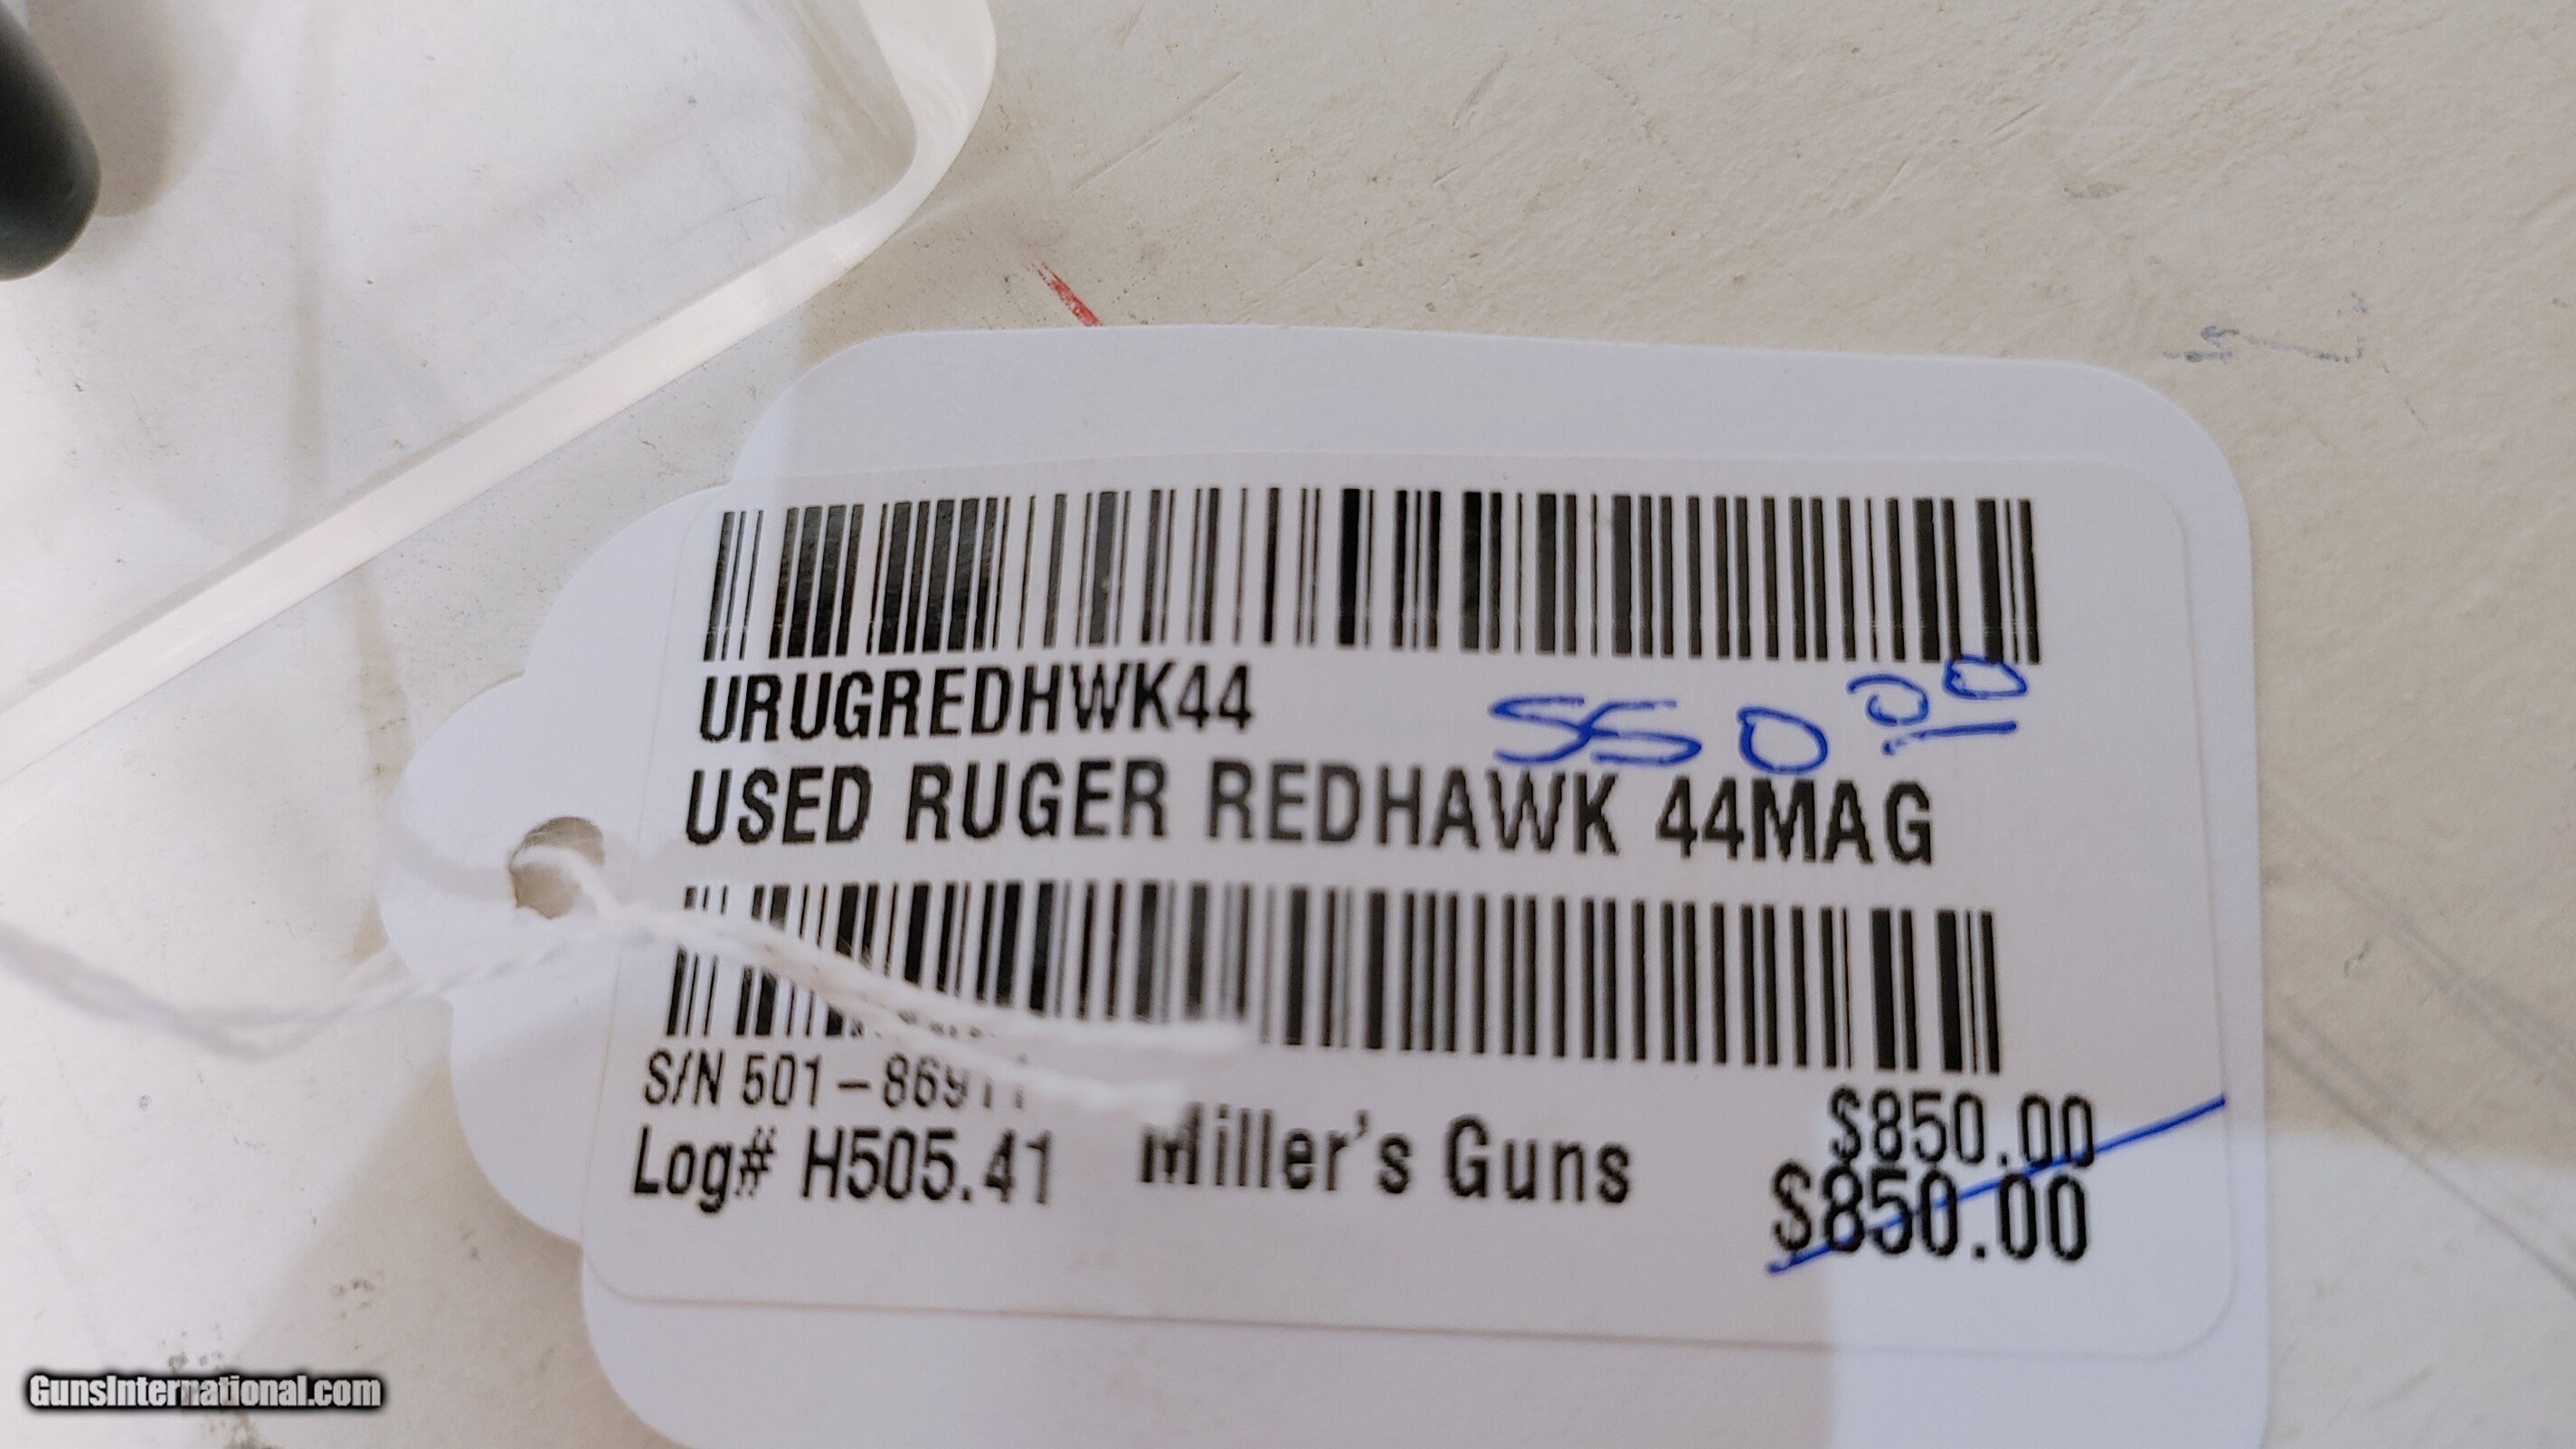 URUGREDHWK44
550 00
USED RUGER REDHAWK 44MAG
S/N 501-86911
$850.00
Log# H505.41 Miller's Guns
$850.00
GunsInternational.com